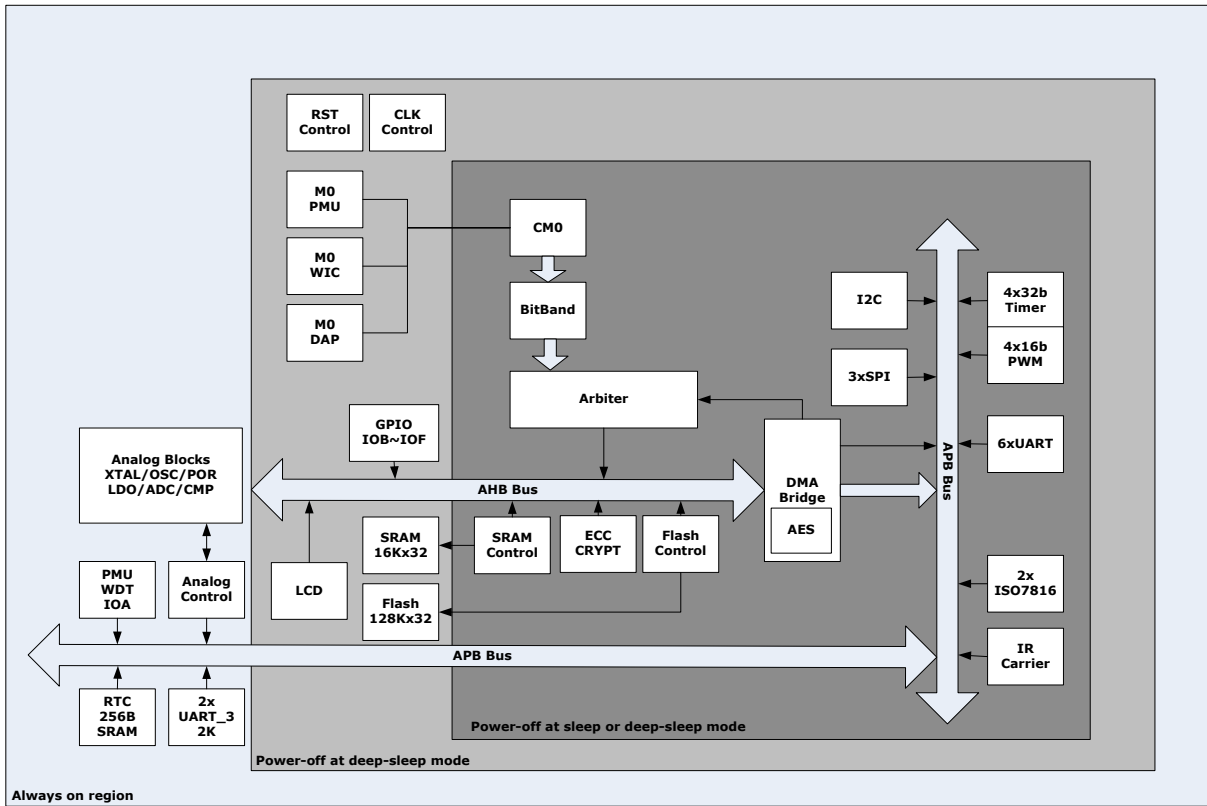 RST
Control
CLK
Control
M0
PMU
M0
WIC
M0
DAP
CM0
BitBand
Arbiter
I2C
3xSPI
4x32b
Timer
4x16b
PWM
6xUART
2x
ISO7816
IR
Carrier
APB Bus
GPIO
IOB~IOF
Analog Blocks
XTAL/OSC/POR
LDO/ADC/CMP
AHB Bus
DMA
Bridge
AES
SRAM
16Kx32
SRAM
Control
ECC
CRYPT
Flash
Control
LCD
Flash
128Kx32
PMU
WDT
IOA
Analog
Control
APB Bus
RTC
256B
SRAM
2x
UART_3
2K
Power-off at sleep or deep-sleep mode
Power-off at deep-sleep mode
Always on region